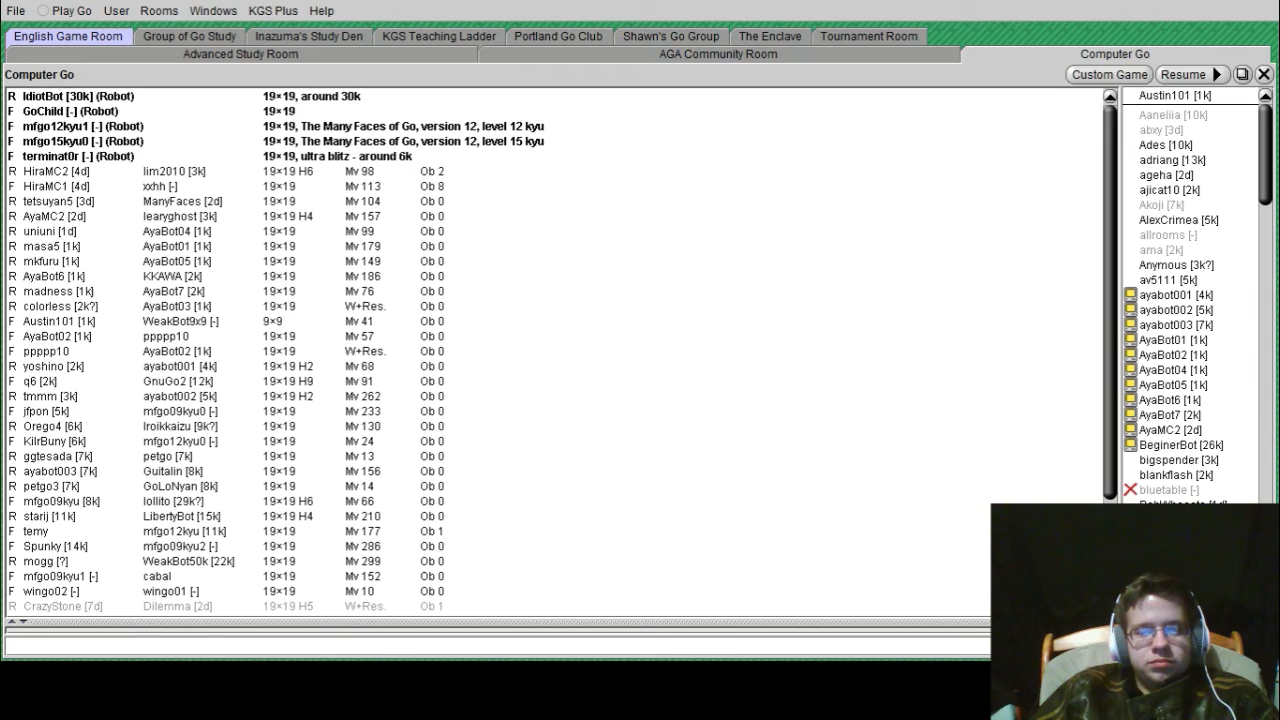 File Play Go User Rooms Windows KGS Plus Help
English Game Room Group of Go Study Inazuma's Study Den KGS Teaching Ladder Portland Go Club Shawn's Go Group The Enclave Tournament Room
Advanced Study Room AGA Community Room Computer Go
Computer Go Custom Game Resume
R IdiotBot [30k] (Robot) 19×19, around 30k
F GoChild [-] (Robot) 19×19
F mfgo12kyu1 [-] (Robot) 19×19, The Many Faces of Go, version 12, level 12 kyu
F mfgo15kyu0 [-] (Robot) 19×19, The Many Faces of Go, version 12, level 15 kyu
F terminat0r [-] (Robot) 19×19, ultra blitz - around 6k
R HiraMC2 [4d] lim2010 [3k] 19×19 H6 Mv 98 Ob 2
F HiraMC1 [4d] xxhh [-] 19×19 Mv 113 Ob 8
R tetsuyan5 [3d] ManyFaces [2d] 19×19 Mv 104 Ob 0
R AyaMC2 [2d] learyghost [3k] 19×19 H4 Mv 157 Ob 0
R uniuni [1d] AyaBot04 [1k] 19×19 Mv 99 Ob 0
R masa5 [1k] AyaBot01 [1k] 19×19 Mv 179 Ob 0
R mkfuru [1k] AyaBot05 [1k] 19×19 Mv 149 Ob 0
R AyaBot6 [1k] KKAWA [2k] 19×19 Mv 186 Ob 0
R madness [1k] AyaBot7 [2k] 19×19 Mv 76 Ob 0
R colorless [2k?] AyaBot03 [1k] 19×19 W+Res. Ob 0
F Austin101 [1k] WeakBot9x9 [-] 9×9 Mv 41 Ob 0
F AyaBot02 [1k] ppppp10 19×19 Mv 57 Ob 0
F ppppp10 AyaBot02 [1k] 19×19 W+Res. Ob 0
R yoshino [2k] ayabot001 [4k] 19×19 H2 Mv 68 Ob 0
F q6 [2k] GnuGo2 [12k] 19×19 H9 Mv 91 Ob 0
R tmmm [3k] ayabot002 [5k] 19×19 H2 Mv 262 Ob 0
F jfpon [5k] mfgo09kyu0 [-] 19×19 Mv 233 Ob 0
R Orego4 [6k] Iroikkaizu [9k?] 19×19 Mv 130 Ob 0
F KilrBuny [6k] mfgo12kyu0 [-] 19×19 Mv 24 Ob 0
R ggtesada [7k] petgo [7k] 19×19 Mv 13 Ob 0
R ayabot003 [7k] Guitalin [8k] 19×19 Mv 156 Ob 0
R petgo3 [7k] GoLoNyan [8k] 19×19 Mv 14 Ob 0
F mfgo09kyu [8k] lollito [29k?] 19×19 H6 Mv 66 Ob 0
R starij [11k] LibertyBot [15k] 19×19 H4 Mv 210 Ob 0
F temy mfgo12kyu [11k] 19×19 Mv 177 Ob 1
F Spunky [14k] mfgo09kyu2 [-] 19×19 Mv 286 Ob 0
R mogg [?] WeakBot50k [22k] 19×19 Mv 299 Ob 0
F mfgo09kyu1 [-] cabal 19×19 Mv 152 Ob 0
F wingo02 [-] wingo01 [-] 19×19 Mv 10 Ob 0
R CrazyStone [7d] Dilemma [2d] 19×19 H5 W+Res. Ob 1
Austin101 [1k]
Aaneliia [10k]
abxy [3d]
Ades [10k]
adriang [13k]
ageha [2d]
ajicat10 [2k]
Akoji [7k]
AlexCrimea [5k]
allrooms [-]
ama [2k]
Anymous [3k?]
av5111 [5k]
ayabot001 [4k]
ayabot002 [5k]
ayabot003 [7k]
AyaBot01 [1k]
AyaBot02 [1k]
AyaBot04 [1k]
AyaBot05 [1k]
AyaBot6 [1k]
AyaBot7 [2k]
AyaMC2 [2d]
BeginerBot [26k]
bigspender [3k]
blankflash [2k]
bluetable [-]